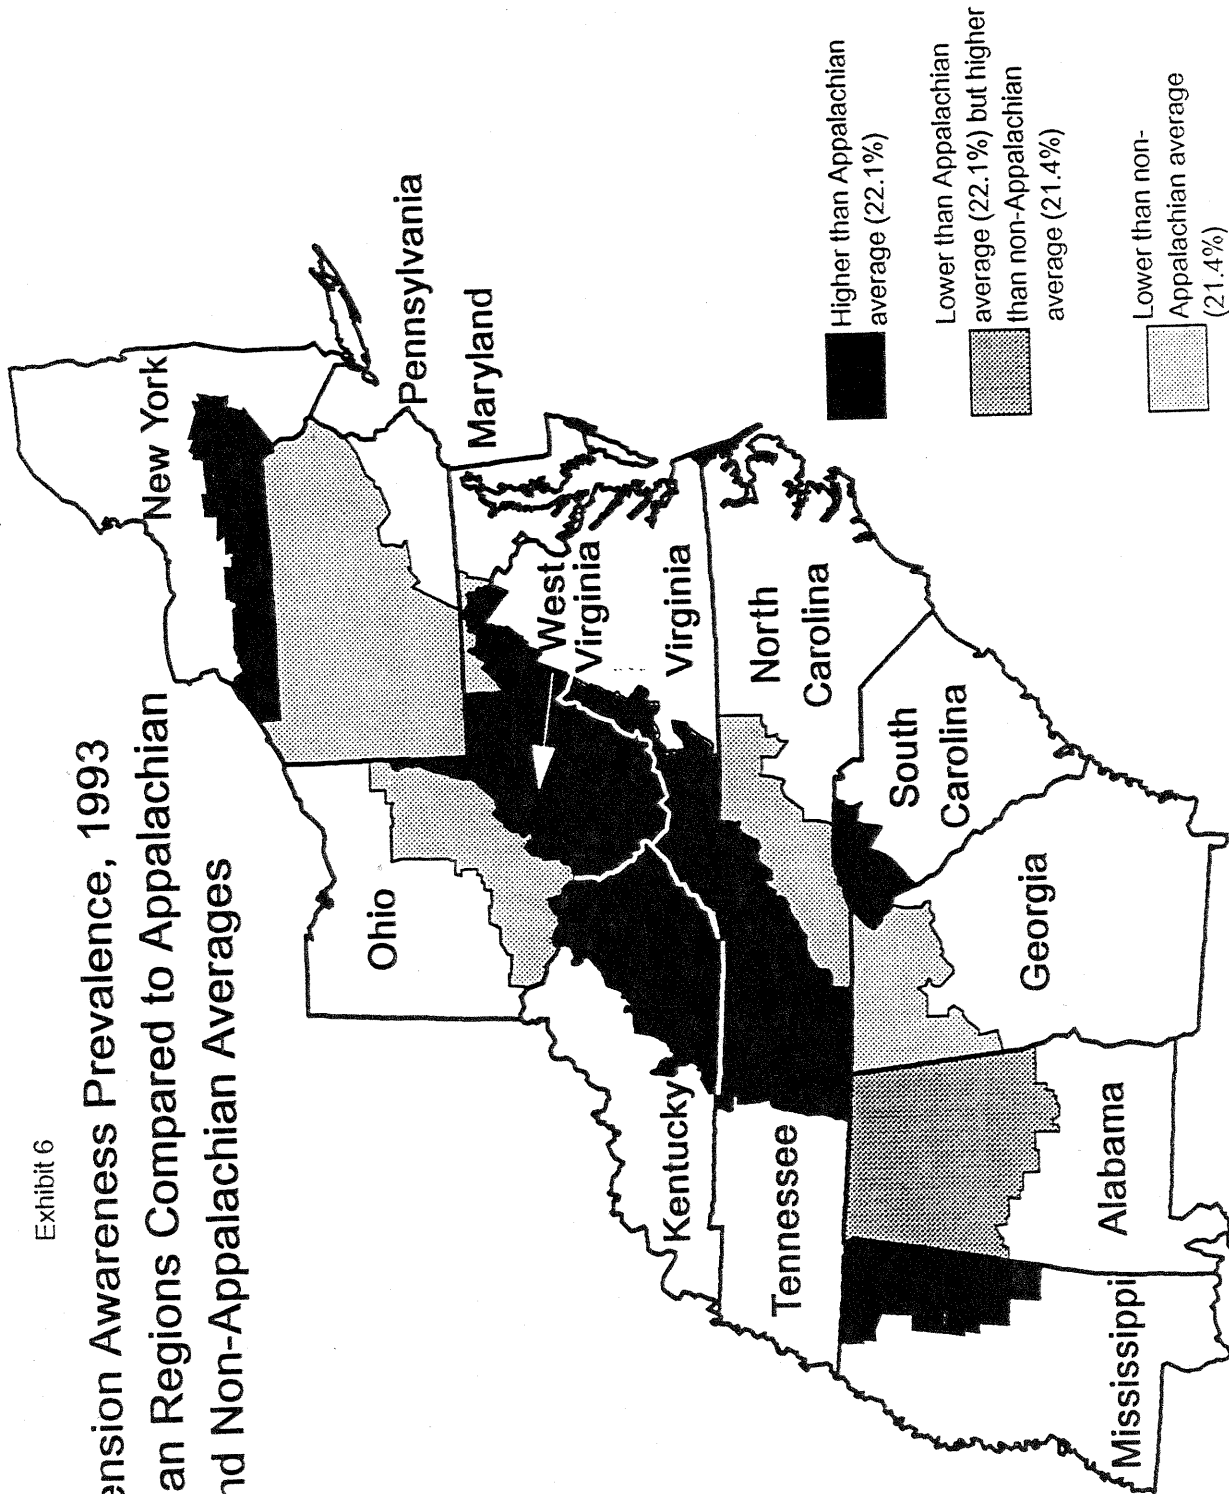 Exhibit 6
ension Awareness Prevalence, 1993
an Regions Compared to Appalachian
nd Non-Appalachian Averages
New York
Pennsylvania
Maryland
Ohio
West
Virginia
Virginia
Kentucky
North
Carolina
Tennessee
South
Carolina
Georgia
Alabama
Mississippi
Higher than Appalachian
average (22.1%)
Lower than Appalachian
average (22.1%) but higher
than non-Appalachian
average (21.4%)
Lower than non-
Appalachian average
(21.4%)